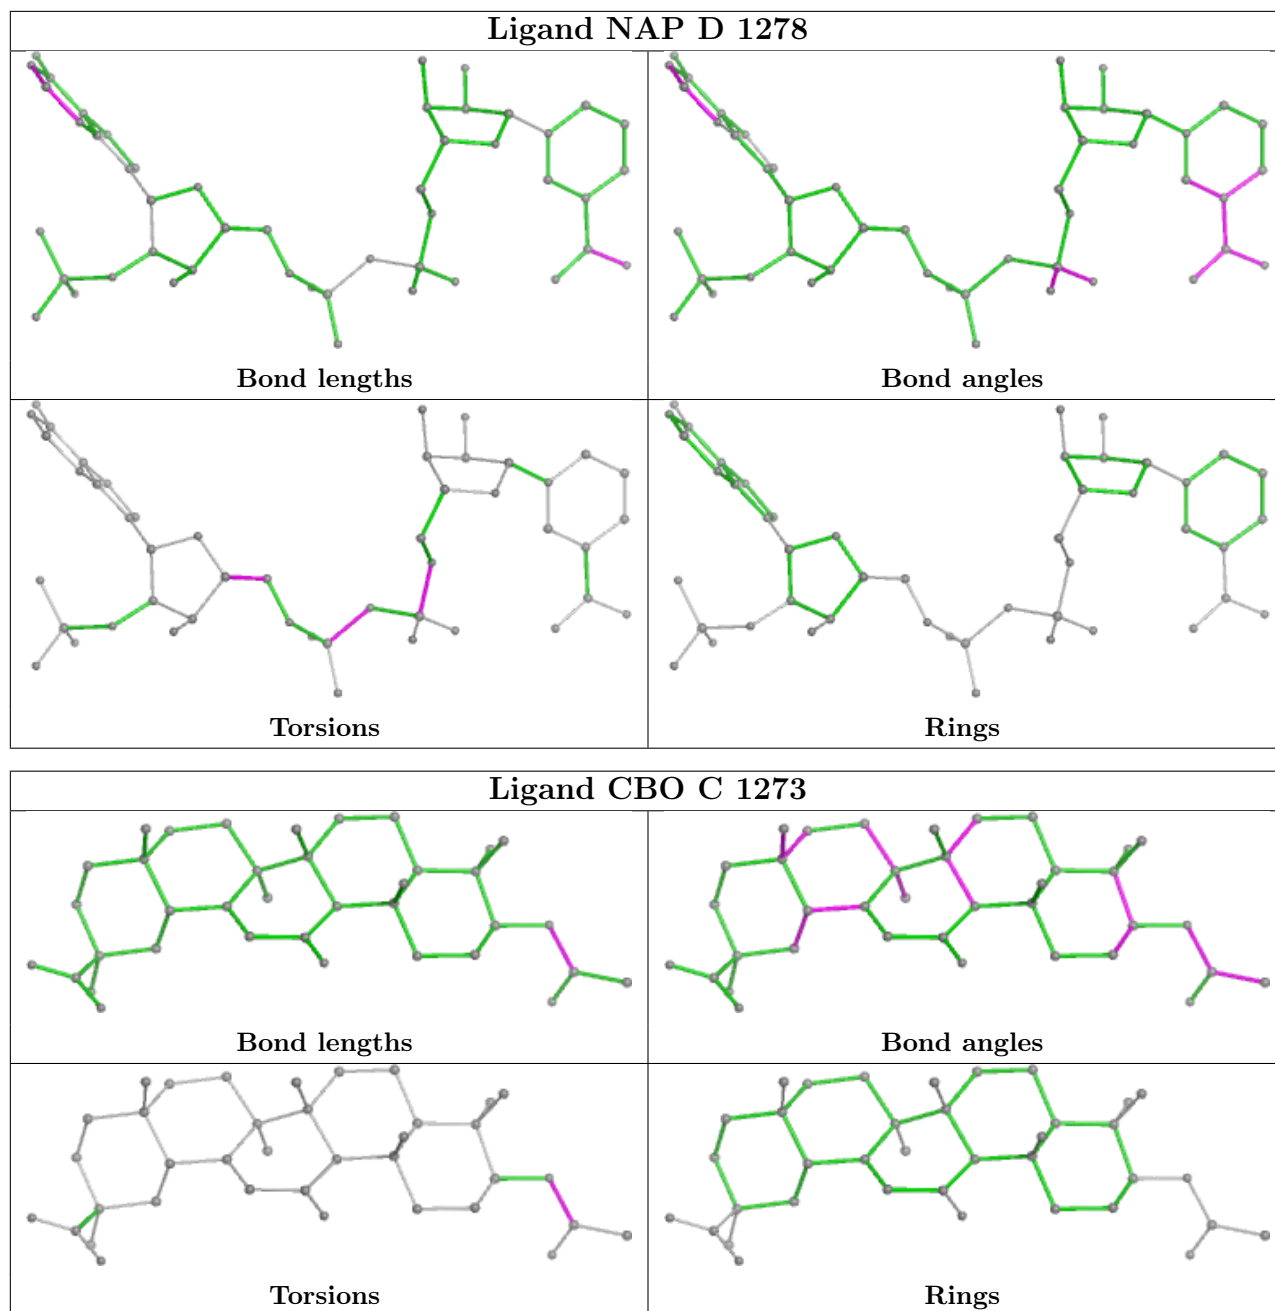 Ligand NAP D 1278
Bond lengths
Bond angles
Torsions
Rings
Ligand CBO C 1273
Bond lengths
Bond angles
Torsions
Rings